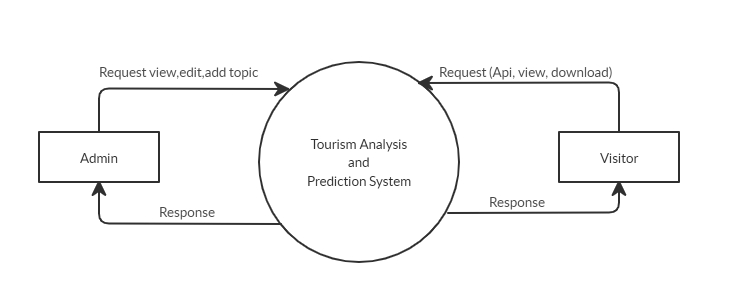 Request view,edit,add topic
Request (Api, view, download)
Tourism Analysis
and
Prediction System
Admin
Visitor
Response
Response